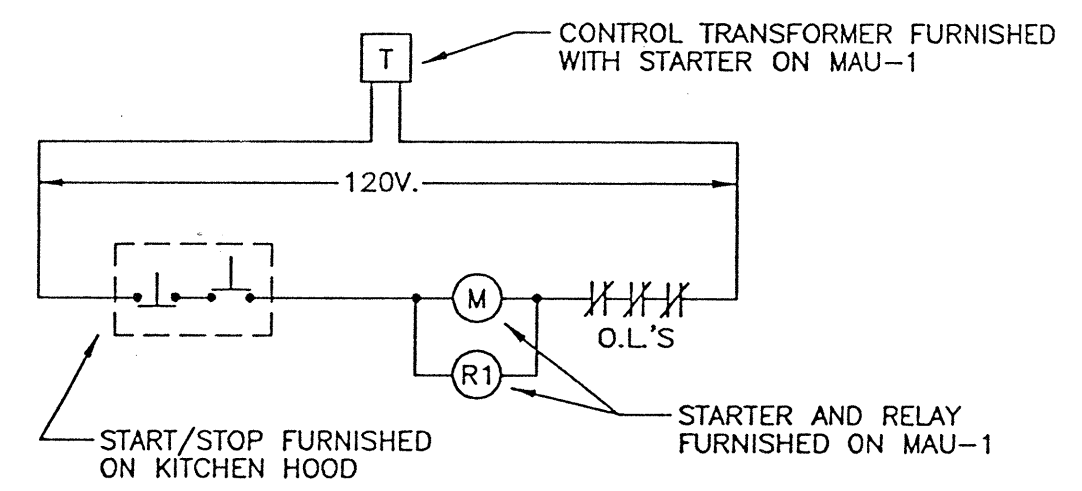 CONTROL TRANSFORMER FURNISHED
WITH STARTER ON MAU-1
T
120V.
M
O.L.'S
R1
START/STOP FURNISHED
ON KITCHEN HOOD
STARTER AND RELAY
FURNISHED ON MAU-1